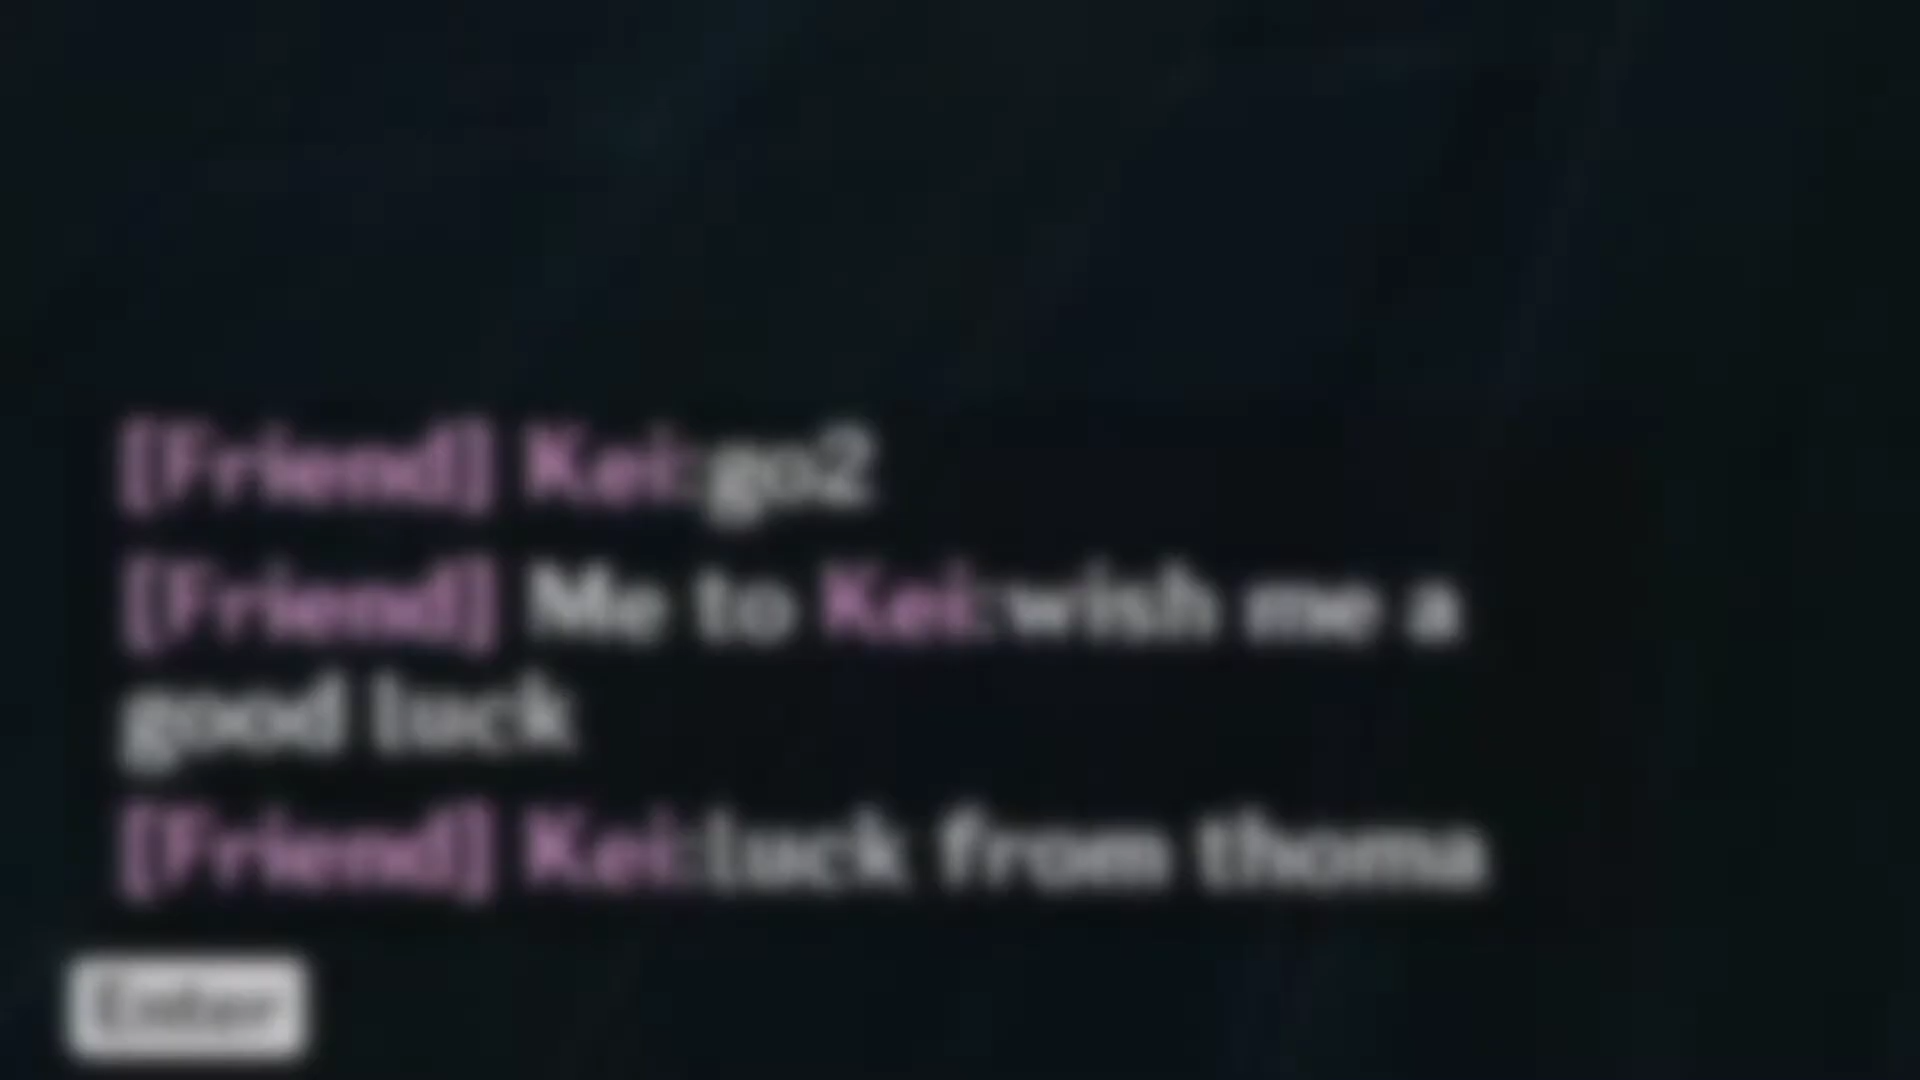 [Friend] Kei:go2
[Friend] Me to Kei:wish me a
good luck
[Friend] Kei:luck from thoma
Enter